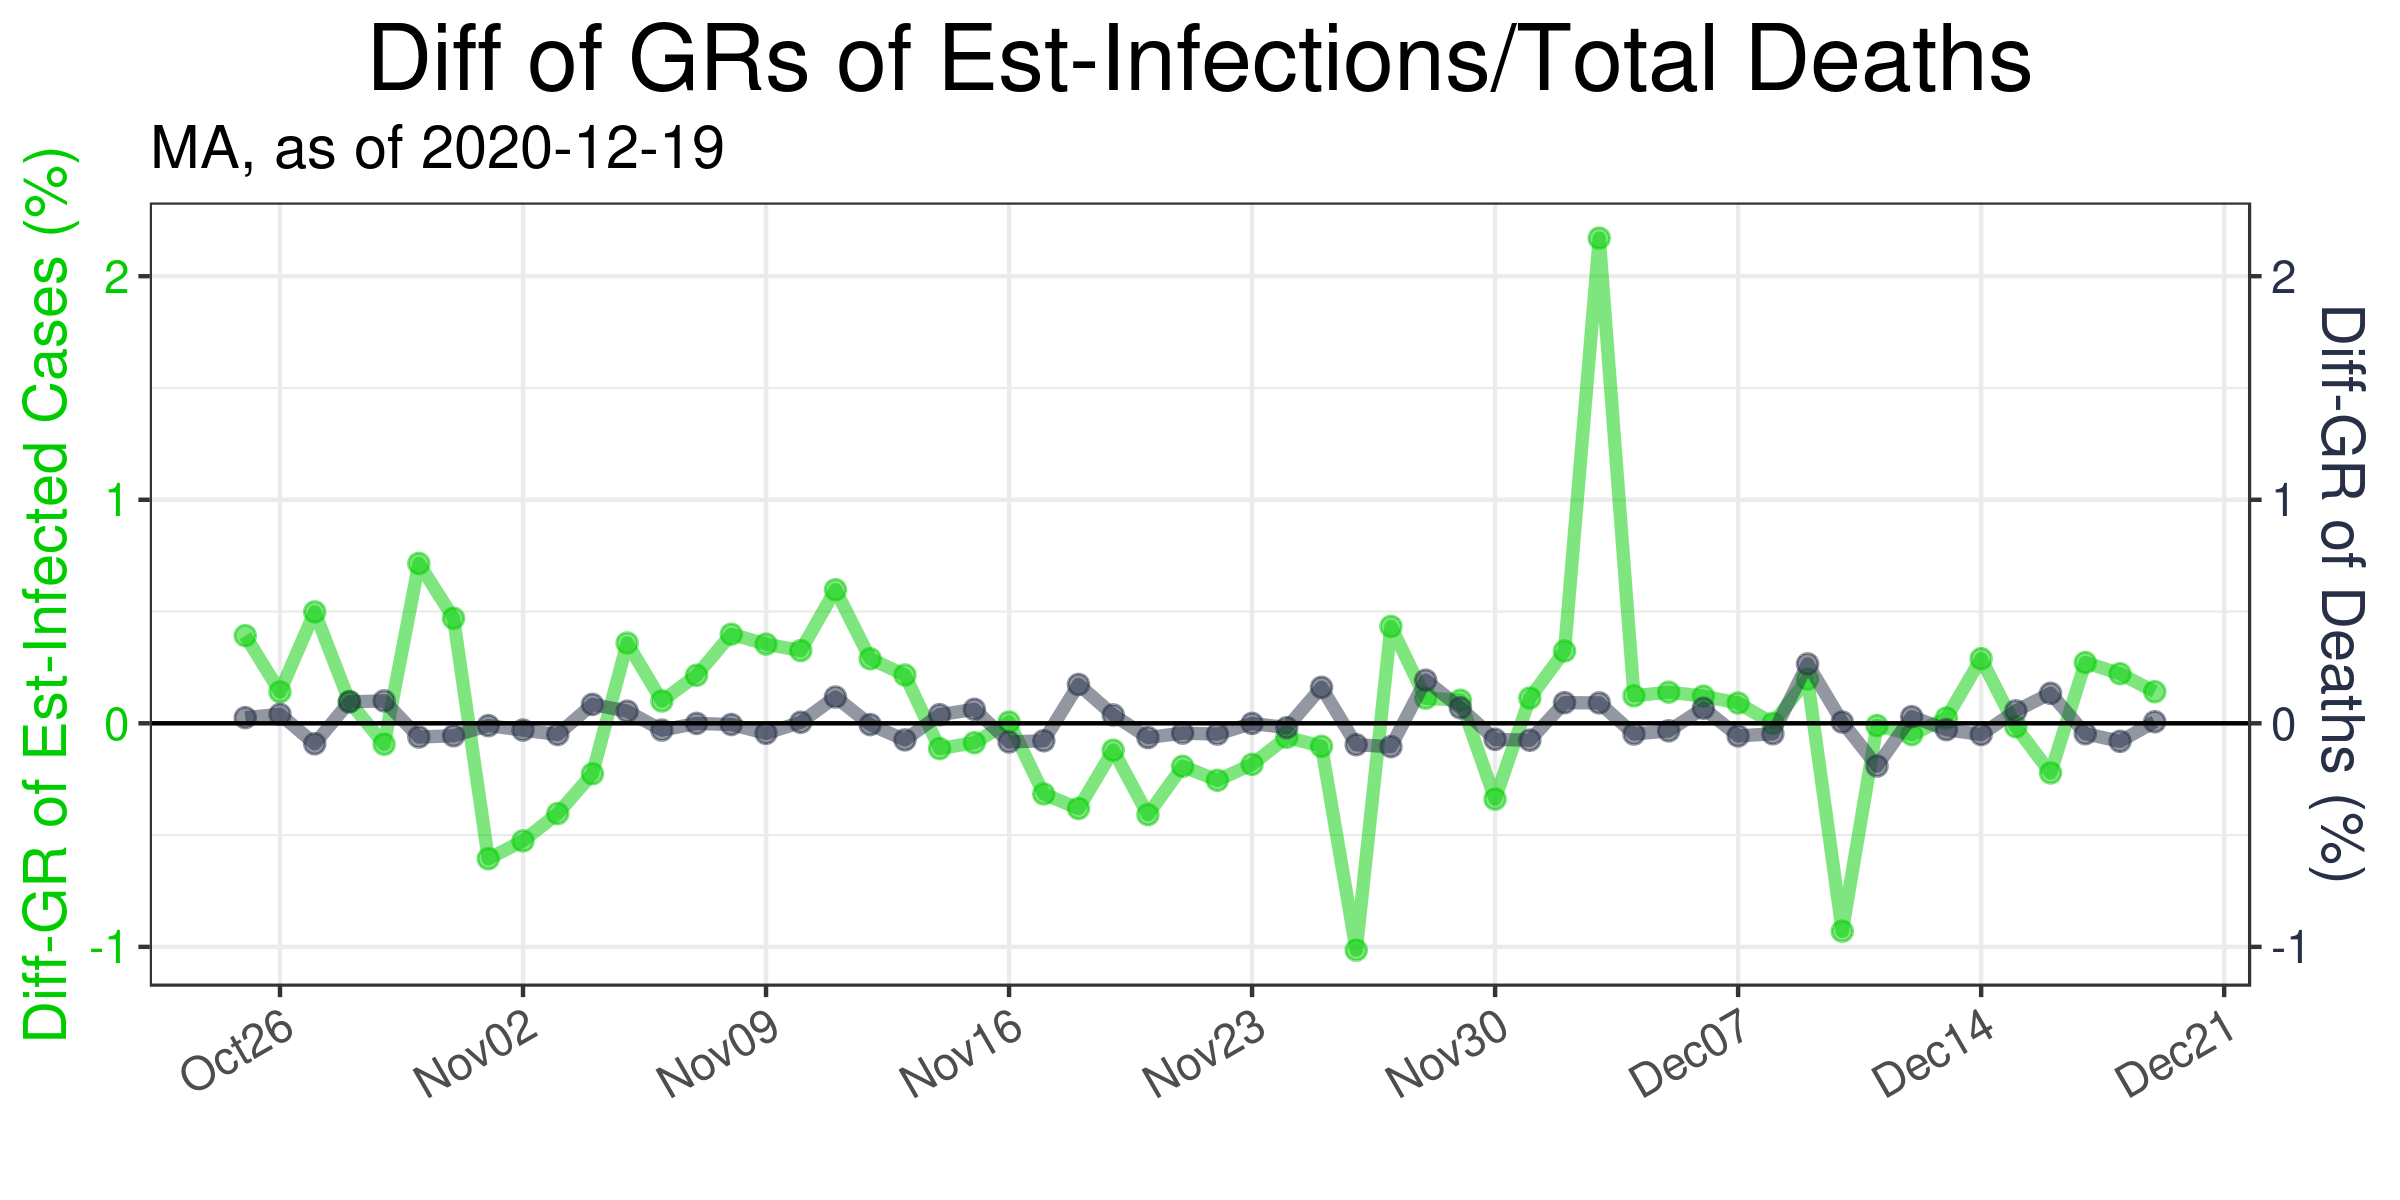 Diff of GRs of Est-Infections/Total Deaths
MA, as of 2020-12-19
Diff-GR of Est-Infected Cases (%)
2
1
0
-1
2
1
0
-1
Diff-GR of Deaths (%)
Oct26
Nov02
Nov09
Nov16
Nov23
Nov30
Dec07
Dec14
Dec21